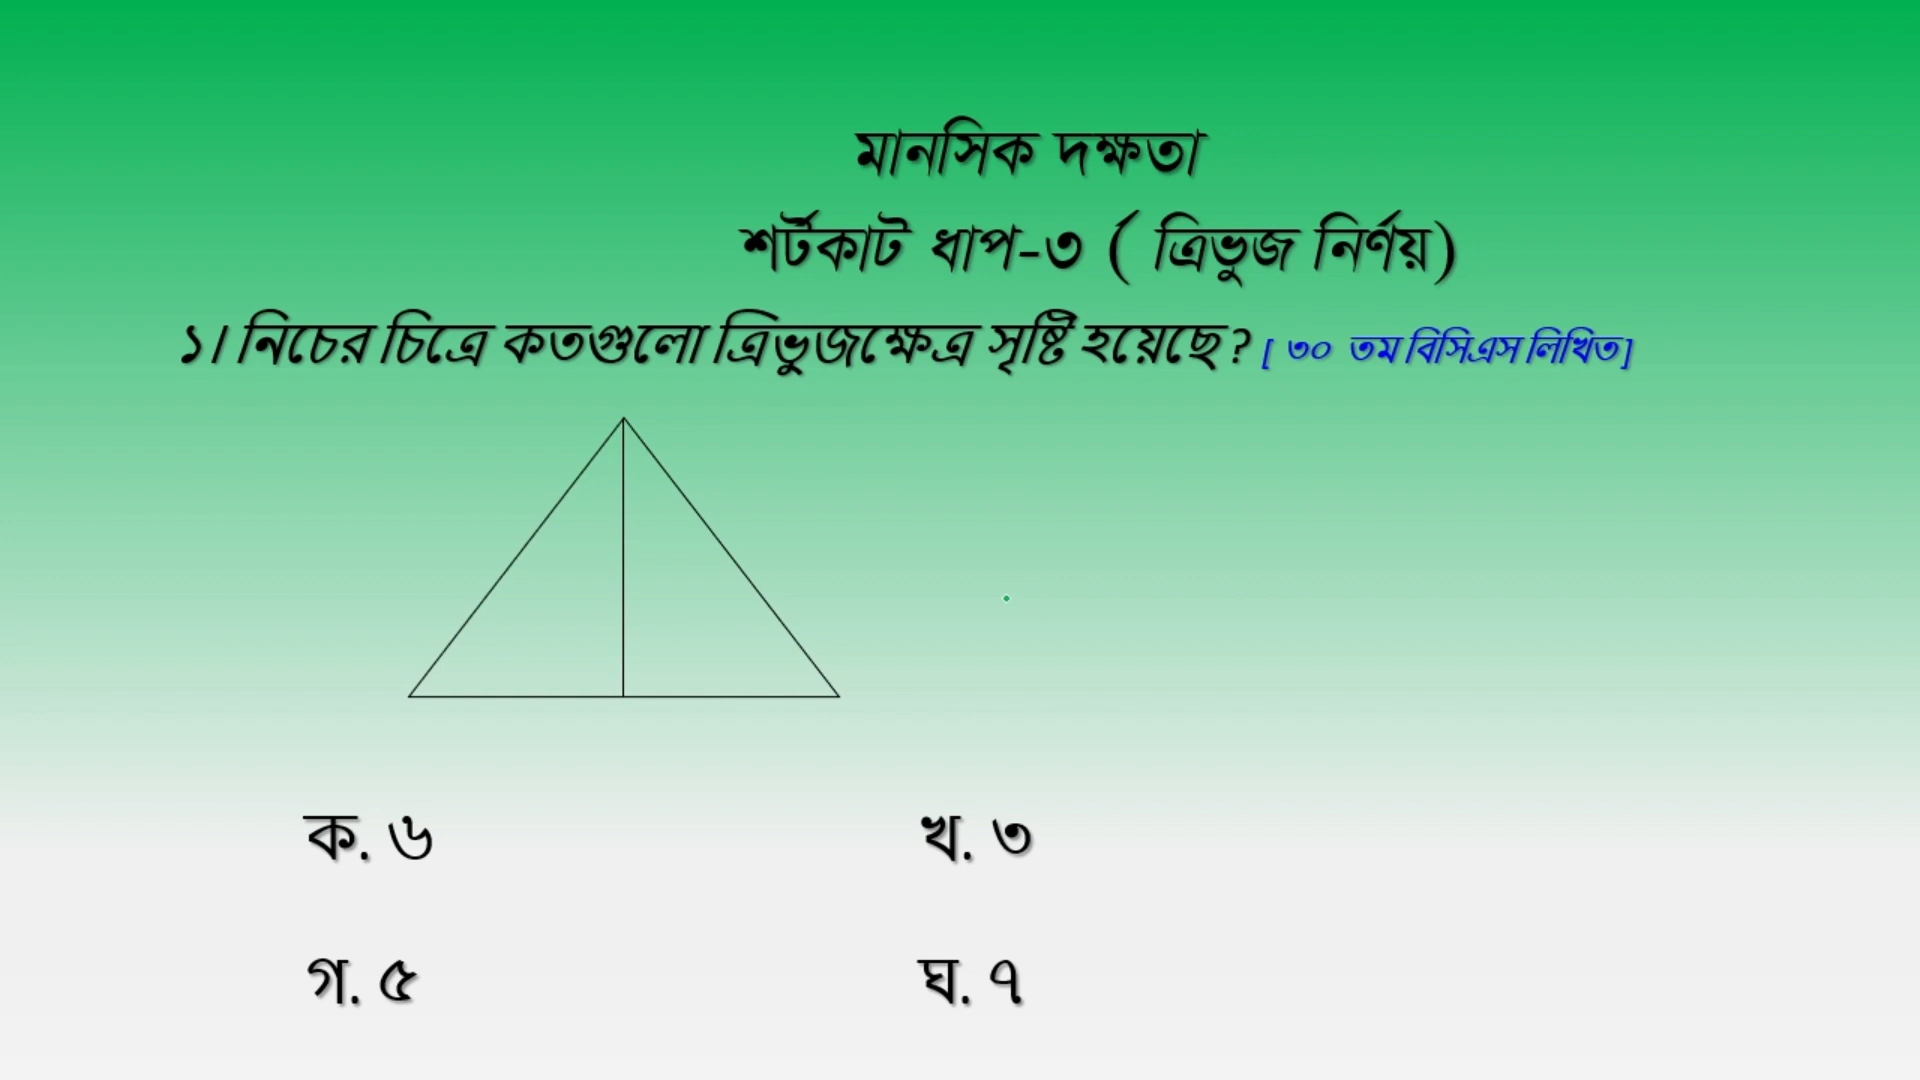 মানসিক দক্ষতা
শর্টকাট ধাপ-৩ ( ত্রিভুজ নির্ণয়)
১। নিচের চিত্রে কতগুলো ত্রিভুজক্ষেত্র সৃষ্টি হয়েছে? [ ৩০ তম বিসিএস লিখিত]
ক. ৬ খ. ৩
গ. ৫ ঘ. ৭